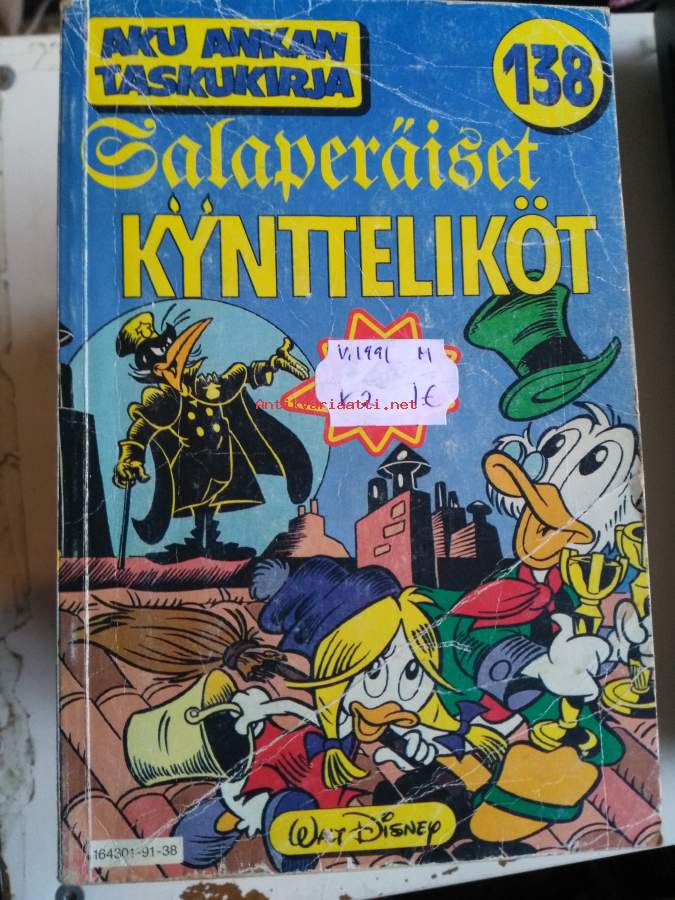 AKU ANKAN
TASKUKIRJA
138
Salaperäiset
KYNTTELIKÖT
V. 1991 M
K2 1€
Antikvariaatti.net
WALT DISNEY
164301-91-38